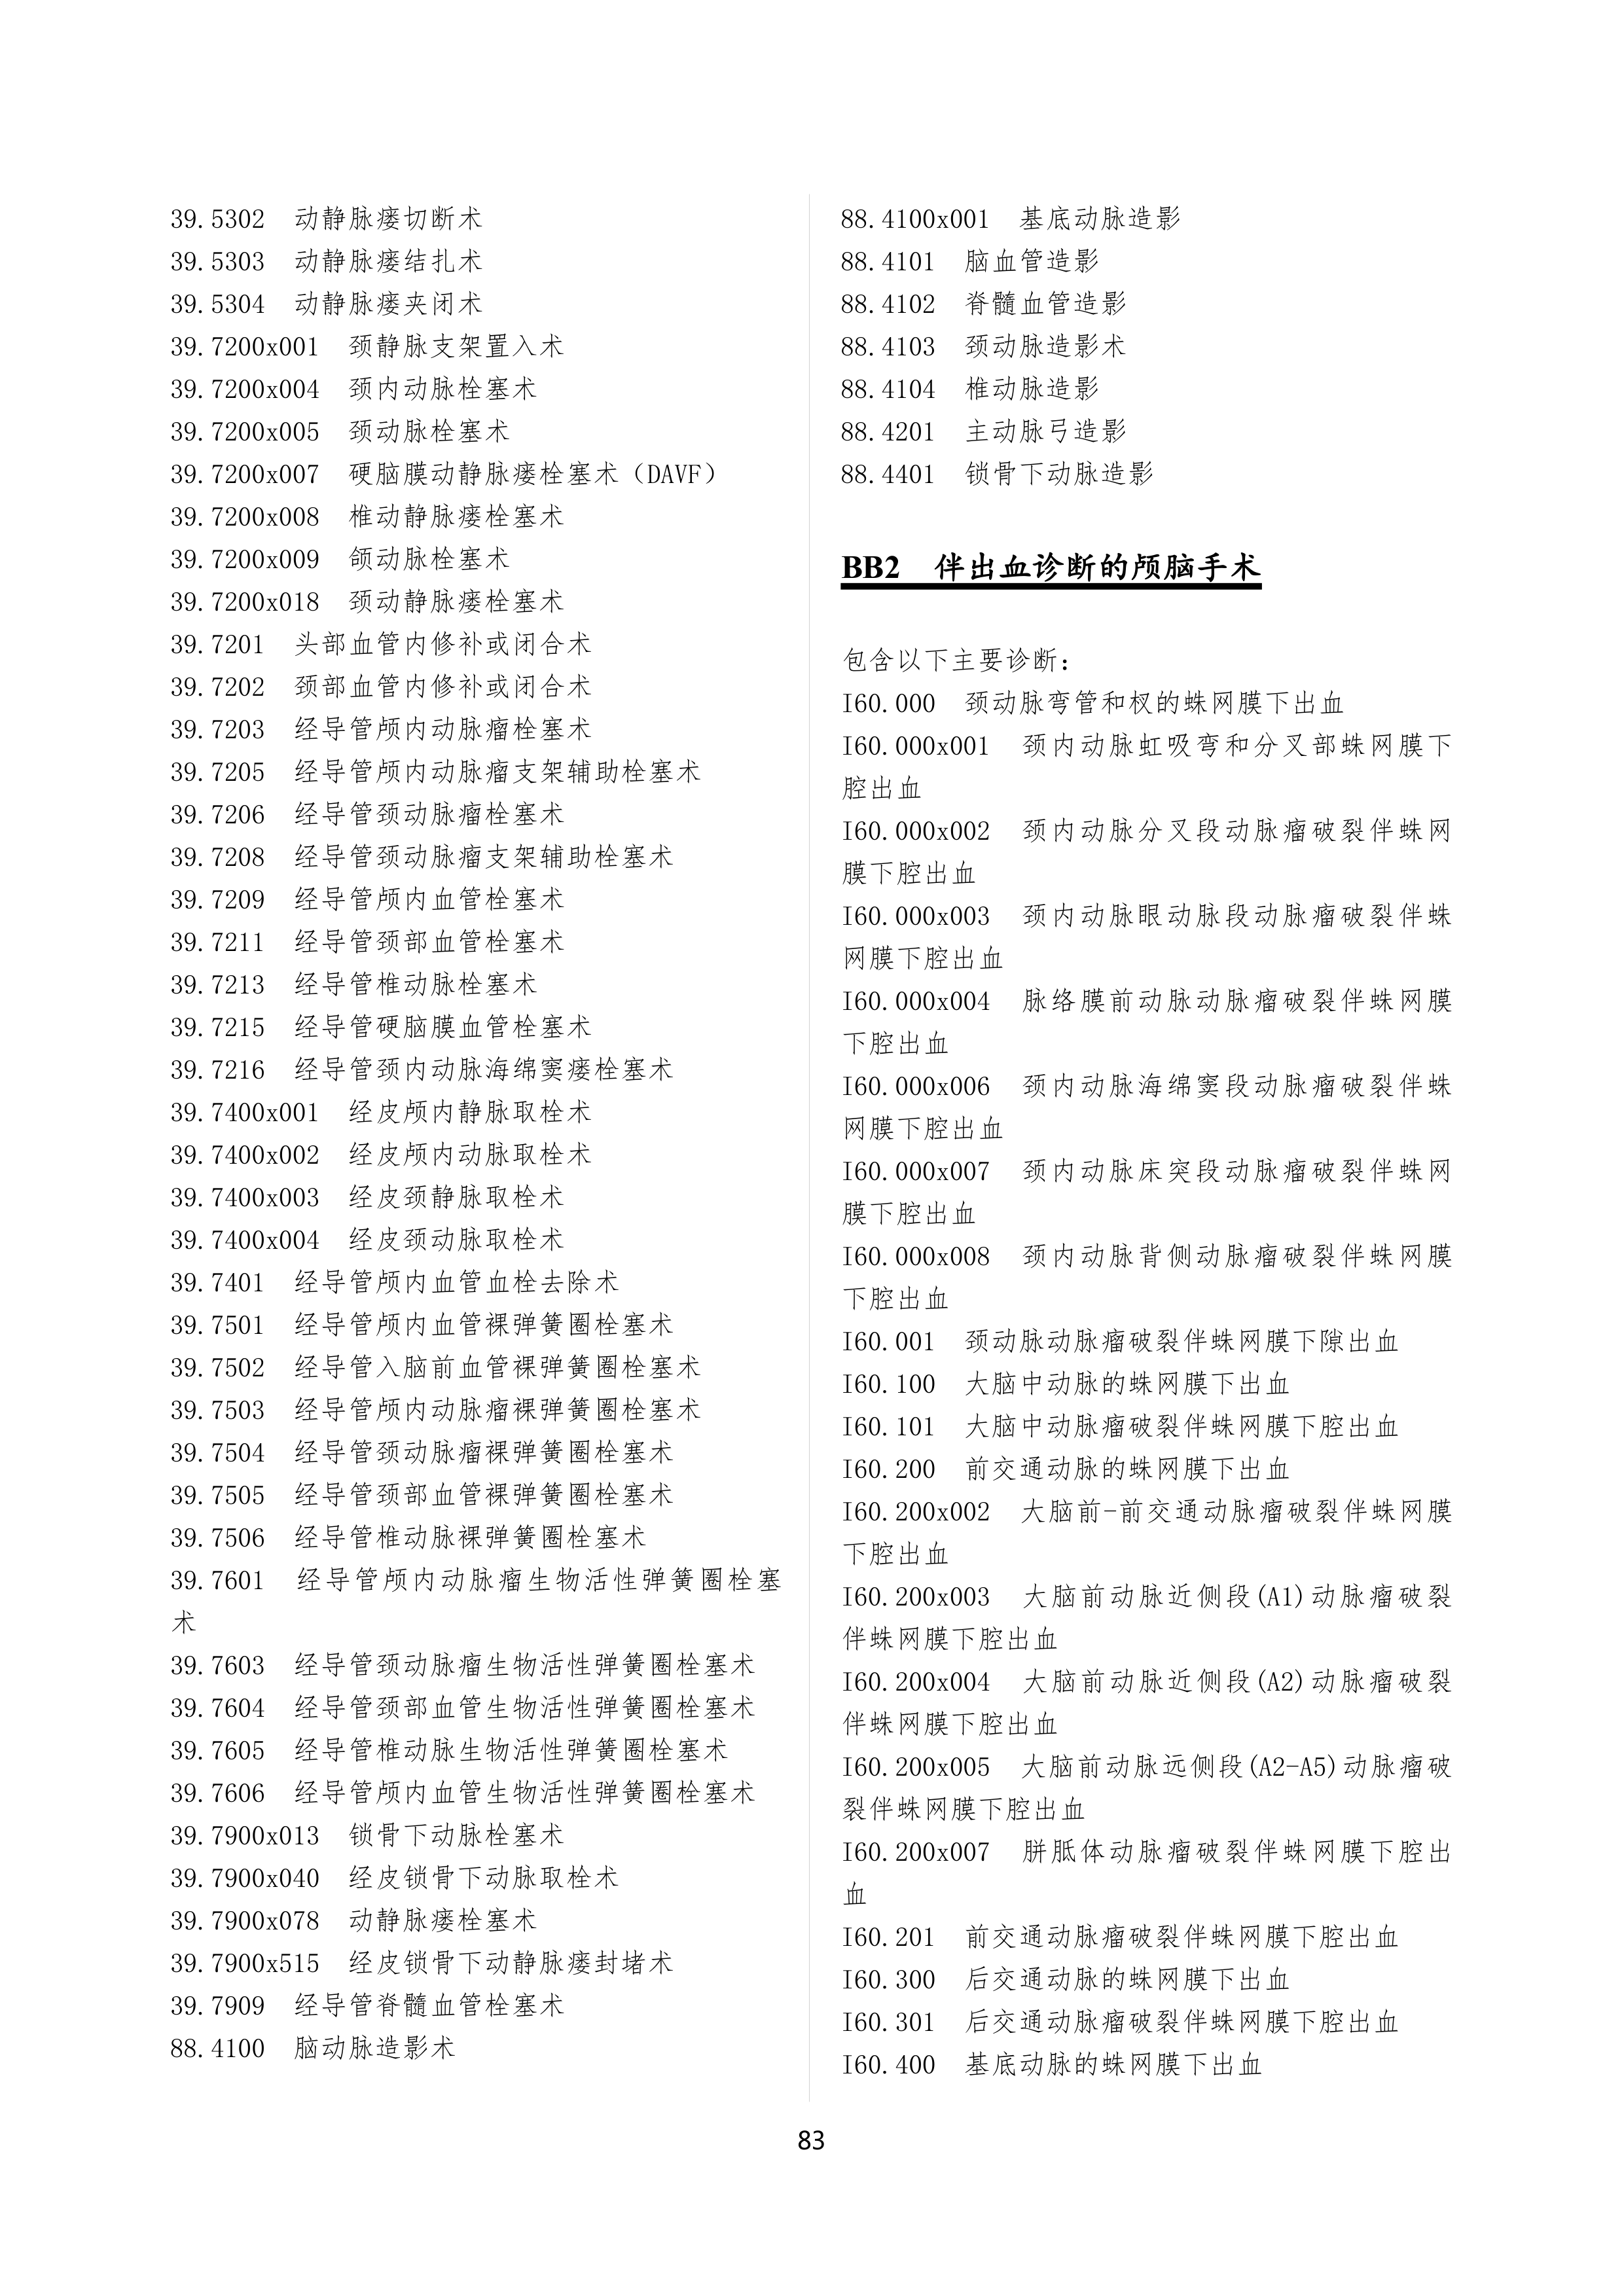 39.5302 动静脉瘘切断术
39.5303 动静脉瘘结扎术
39.5304 动静脉瘘夹闭术
39.7200x001 颈静脉支架置入术
39.7200x004 颈内动脉栓塞术
39.7200x005 颈动脉栓塞术
39.7200x007 硬脑膜动静脉瘘栓塞术（DAVF）
39.7200x008 椎动静脉瘘栓塞术
39.7200x009 颌动脉栓塞术
39.7200x018 颈动静脉瘘栓塞术
39.7201 头部血管内修补或闭合术
39.7202 颈部血管内修补或闭合术
39.7203 经导管颅内动脉瘤栓塞术
39.7205 经导管颅内动脉瘤支架辅助栓塞术
39.7206 经导管颈动脉瘤栓塞术
39.7208 经导管颈动脉瘤支架辅助栓塞术
39.7209 经导管颅内血管栓塞术
39.7211 经导管颈部血管栓塞术
39.7213 经导管椎动脉栓塞术
39.7215 经导管硬脑膜血管栓塞术
39.7216 经导管颈内动脉海绵窦瘘栓塞术
39.7400x001 经皮颅内静脉取栓术
39.7400x002 经皮颅内动脉取栓术
39.7400x003 经皮颈静脉取栓术
39.7400x004 经皮颈动脉取栓术
39.7401 经导管颅内血管血栓去除术
39.7501 经导管颅内血管裸弹簧圈栓塞术
39.7502 经导管入脑前血管裸弹簧圈栓塞术
39.7503 经导管颅内动脉瘤裸弹簧圈栓塞术
39.7504 经导管颈动脉瘤裸弹簧圈栓塞术
39.7505 经导管颈部血管裸弹簧圈栓塞术
39.7506 经导管椎动脉裸弹簧圈栓塞术
39.7601 经导管颅内动脉瘤生物活性弹簧圈栓塞
术
39.7603 经导管颈动脉瘤生物活性弹簧圈栓塞术
39.7604 经导管颈部血管生物活性弹簧圈栓塞术
39.7605 经导管椎动脉生物活性弹簧圈栓塞术
39.7606 经导管颅内血管生物活性弹簧圈栓塞术
39.7900x013 锁骨下动脉栓塞术
39.7900x040 经皮锁骨下动脉取栓术
39.7900x078 动静脉瘘栓塞术
39.7900x515 经皮锁骨下动静脉瘘封堵术
39.7909 经导管脊髓血管栓塞术
88.4100 脑动脉造影术
88.4100x001 基底动脉造影
88.4101 脑血管造影
88.4102 脊髓血管造影
88.4103 颈动脉造影术
88.4104 椎动脉造影
88.4201 主动脉弓造影
88.4401 锁骨下动脉造影
BB2 伴出血诊断的颅脑手术
包含以下主要诊断：
I60.000 颈动脉弯管和杈的蛛网膜下出血
I60.000x001 颈内动脉虹吸弯和分叉部蛛网膜下
腔出血
I60.000x002 颈内动脉分叉段动脉瘤破裂伴蛛网
膜下腔出血
I60.000x003 颈内动脉眼动脉段动脉瘤破裂伴蛛
网膜下腔出血
I60.000x004 脉络膜前动脉动脉瘤破裂伴蛛网膜
下腔出血
I60.000x006 颈内动脉海绵窦段动脉瘤破裂伴蛛
网膜下腔出血
I60.000x007 颈内动脉床突段动脉瘤破裂伴蛛网
膜下腔出血
I60.000x008 颈内动脉背侧动脉瘤破裂伴蛛网膜
下腔出血
I60.001 颈动脉动脉瘤破裂伴蛛网膜下隙出血
I60.100 大脑中动脉的蛛网膜下出血
I60.101 大脑中动脉瘤破裂伴蛛网膜下腔出血
I60.200 前交通动脉的蛛网膜下出血
I60.200x002 大脑前-前交通动脉瘤破裂伴蛛网膜
下腔出血
I60.200x003 大脑前动脉近侧段(A1)动脉瘤破裂
伴蛛网膜下腔出血
I60.200x004 大脑前动脉近侧段(A2)动脉瘤破裂
伴蛛网膜下腔出血
I60.200x005 大脑前动脉远侧段(A2-A5)动脉瘤破
裂伴蛛网膜下腔出血
I60.200x007 胼胝体动脉瘤破裂伴蛛网膜下腔出
血
I60.201 前交通动脉瘤破裂伴蛛网膜下腔出血
I60.300 后交通动脉的蛛网膜下出血
I60.301 后交通动脉瘤破裂伴蛛网膜下腔出血
I60.400 基底动脉的蛛网膜下出血
83